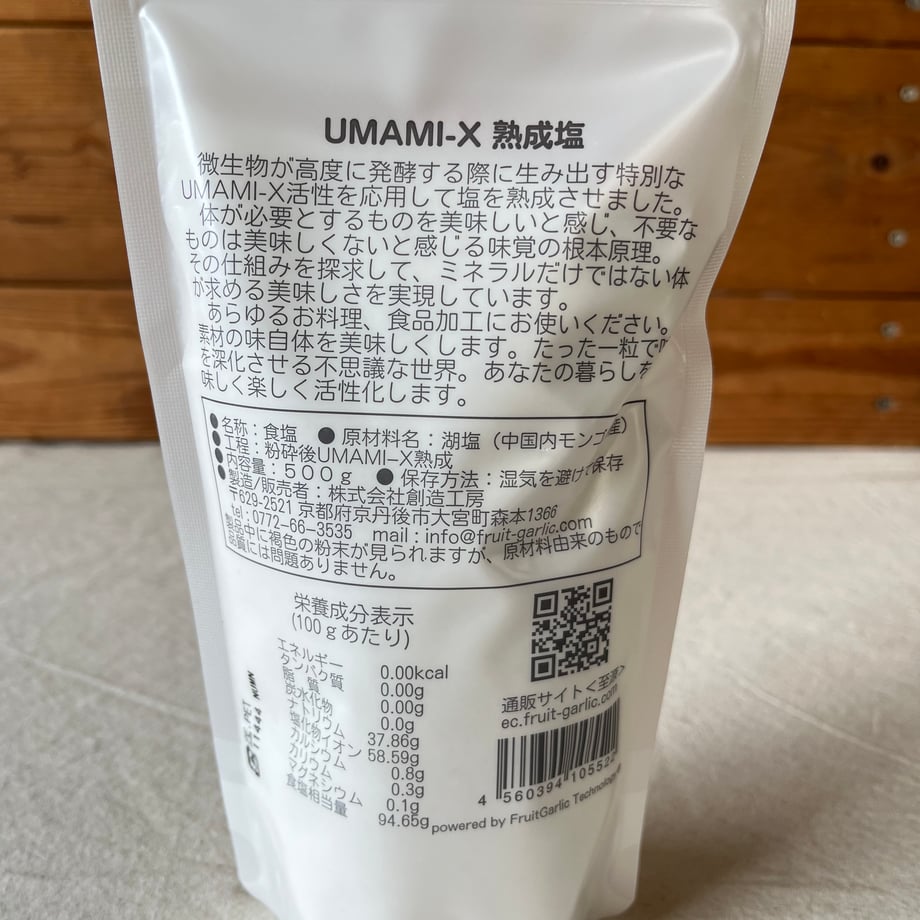 UMAMI-X 熟成塩
微生物が高度に発酵する際に生み出す特別な
UMAMI-X活性を応用して塩を熟成させました。
体が必要とするものを美味しいと感じ、不要な
ものは美味しくないと感じる味覚の根本原理。
その仕組みを探求して、ミネラルだけではない体
が求める美味しさを実現しています。
あらゆるお料理、食品加工にお使いください。
素材の味自体を美味しくします。たった一粒で味
を深化させる不思議な世界。あなたの暮らしを
味しく楽しく活性化します。
●名称：食塩 ●原材料名：湖塩（中国内モンゴ産）
●工程：粉砕後UMAMI-X熟成
●内容量：500g ●保存方法：湿気を避けて保存
●製造/販売者：株式会社創造工房
〒629-2521 京都府京丹後市大宮町森本1366
tel：0772-66-3535 mail：info@fruit-garlic.com
製品中に褐色の粉末が見られますが、原材料由来のもので
品質には問題ありません。
栄養成分表示
(100gあたり)
エネルギー 0.00kcal
タンパク質 0.00g
脂質 0.00g
炭水化物 0.0g
ナトリウム 37.86g
塩化物イオン 58.59g
カルシウム 0.8g
カリウム 0.3g
マグネシウム 0.1g
食塩相当量 94.65g
通販サイト<至源>
ec.fruit-garlic.com
4 560394 105522
powered by FruitGarlic Technology®